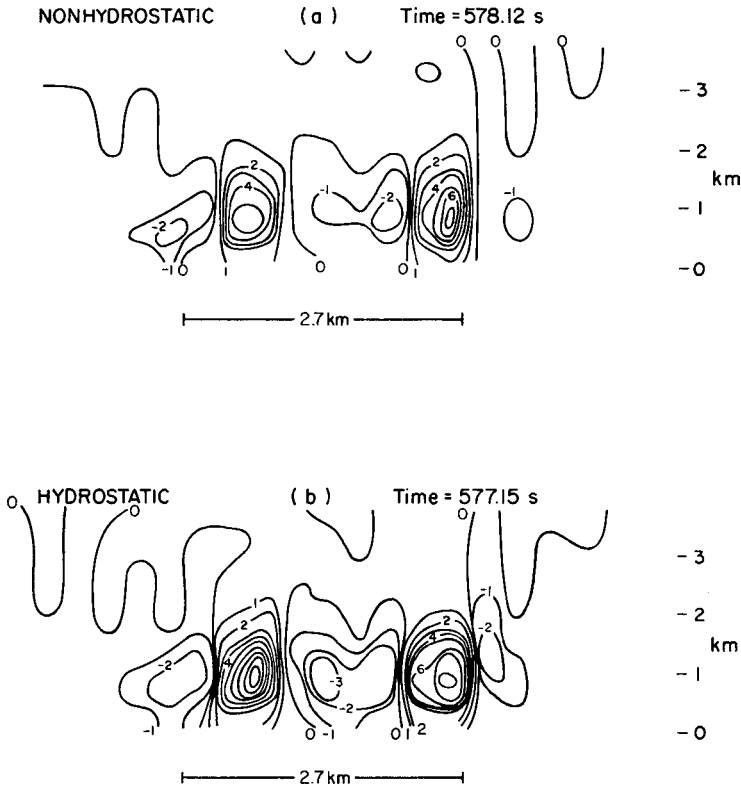 NONHYDROSTATIC (a) Time = 578.12 s
0 0 0
- 3
2 2 - 2
km
4 -1 4 6 -1
-2 -2 - 1
-1 0 1 0 0 1 - 0
2.7 km
HYDROSTATIC (b) Time = 577.15 s
0 0 0
- 3
1 -1
2 2 - 2
4 -2 km
-2 4 -3 6 - 1
-2
-1 0 -1 0 1 2 - 0
2.7 km